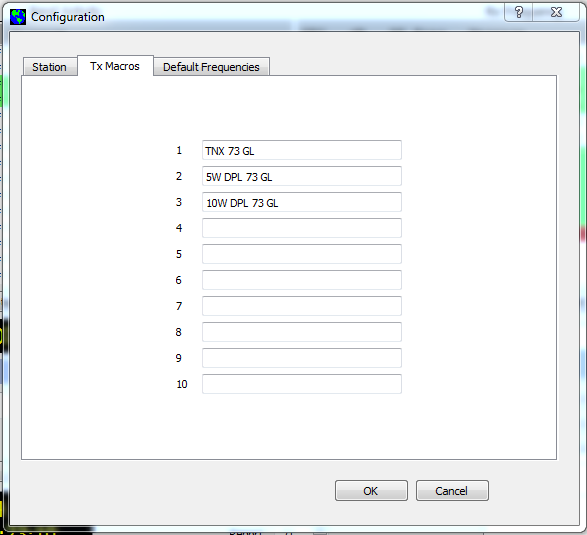 Configuration
Station Tx Macros Default Frequencies
1 TNX 73 GL
2 5W DPL 73 GL
3 10W DPL 73 GL
4
5
6
7
8
9
10
OK Cancel